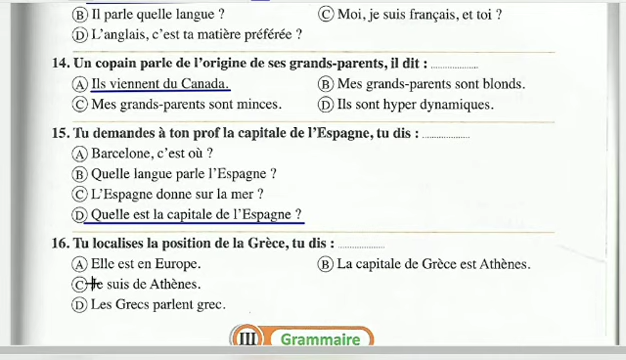 Ⓑ Il parle quelle langue ? Ⓒ Moi, je suis français, et toi ?
Ⓓ L'anglais, c'est ta matière préférée ?
14. Un copain parle de l'origine de ses grands-parents, il dit : ................
Ⓐ Ils viennent du Canada. Ⓑ Mes grands-parents sont blonds.
Ⓒ Mes grands-parents sont minces. Ⓓ Ils sont hyper dynamiques.
15. Tu demandes à ton prof la capitale de l'Espagne, tu dis : ................
Ⓐ Barcelone, c'est où ?
Ⓑ Quelle langue parle l'Espagne ?
Ⓒ L'Espagne donne sur la mer ?
Ⓓ Quelle est la capitale de l'Espagne ?
16. Tu localises la position de la Grèce, tu dis : ................
Ⓐ Elle est en Europe. Ⓑ La capitale de Grèce est Athènes.
Ⓒ Je suis de Athènes.
Ⓓ Les Grecs parlent grec.
III Grammaire